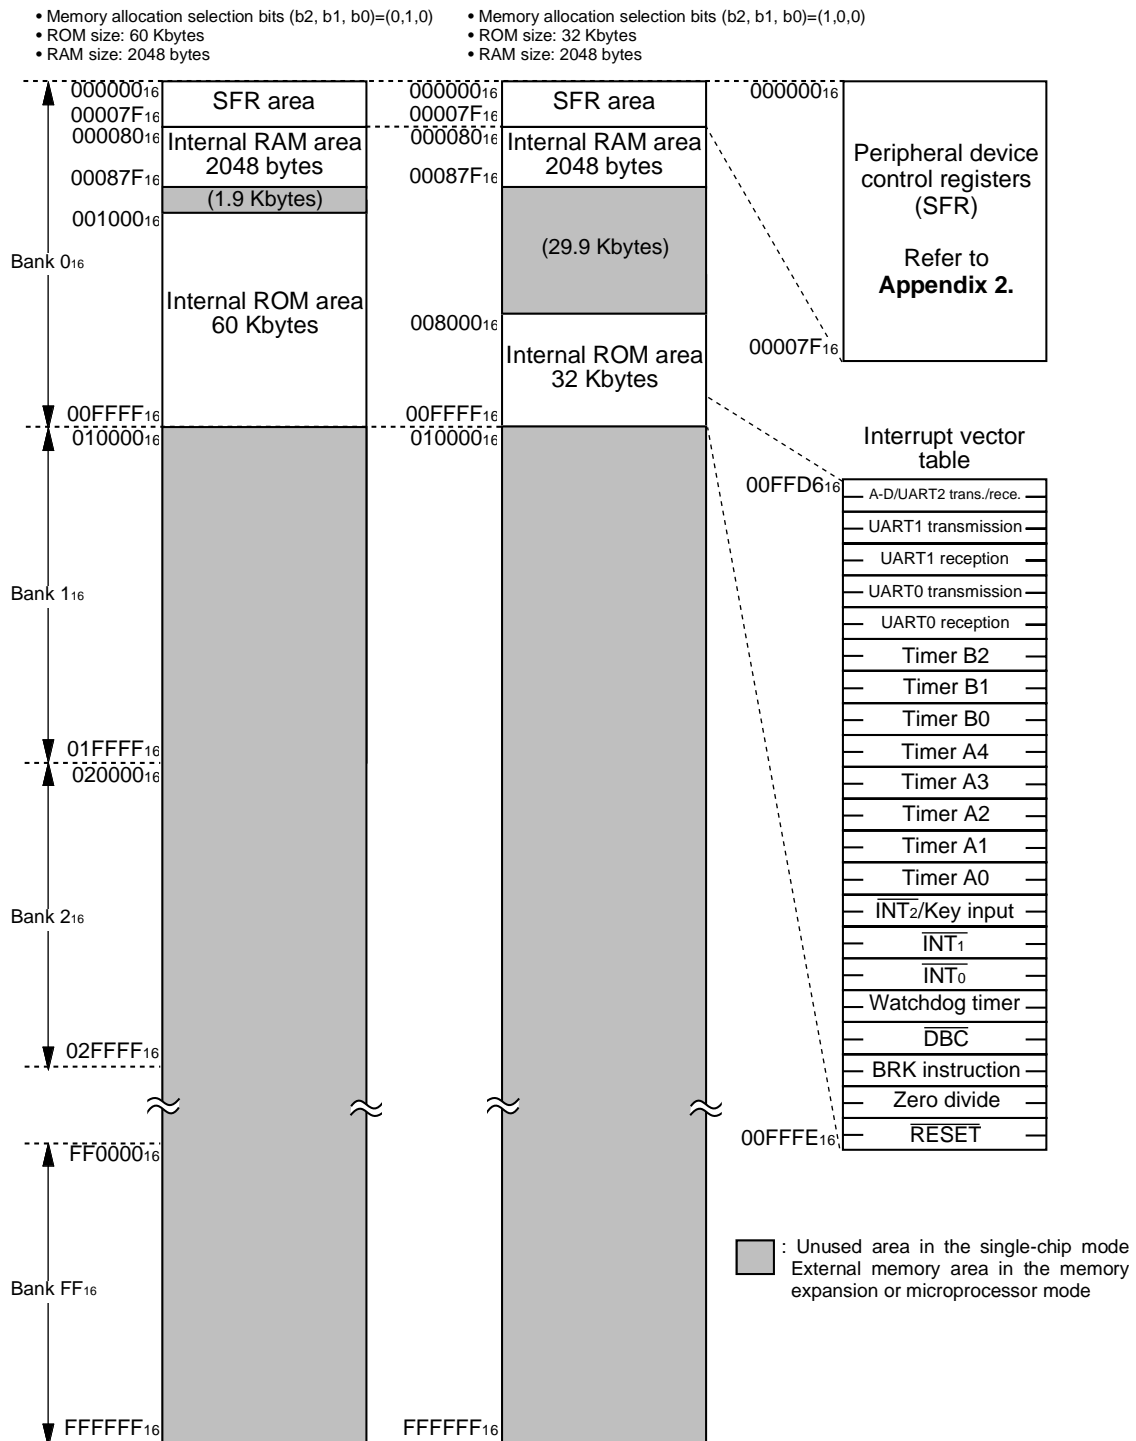 • Memory allocation selection bits (b2, b1, b0)=(0,1,0)
• ROM size: 60 Kbytes
• RAM size: 2048 bytes
• Memory allocation selection bits (b2, b1, b0)=(1,0,0)
• ROM size: 32 Kbytes
• RAM size: 2048 bytes
Bank 0₁₆
Bank 1₁₆
Bank 2₁₆
Bank FF₁₆
000000₁₆
00007F₁₆
000080₁₆
00087F₁₆
001000₁₆
00FFFF₁₆
010000₁₆
01FFFF₁₆
020000₁₆
02FFFF₁₆
FF0000₁₆
FFFFFF₁₆
SFR area
Internal RAM area
2048 bytes
(1.9 Kbytes)
Internal ROM area
60 Kbytes
000000₁₆
00007F₁₆
000080₁₆
00087F₁₆
008000₁₆
00FFFF₁₆
010000₁₆
FFFFFF₁₆
SFR area
Internal RAM area
2048 bytes
(29.9 Kbytes)
Internal ROM area
32 Kbytes
000000₁₆
00007F₁₆
Peripheral device
control registers
(SFR)
Refer to
Appendix 2.
Interrupt vector
table
00FFD6₁₆
A-D/UART2 trans./rece.
UART1 transmission
UART1 reception
UART0 transmission
UART0 reception
Timer B2
Timer B1
Timer B0
Timer A4
Timer A3
Timer A2
Timer A1
Timer A0
INT₂/Key input
INT₁
INT₀
Watchdog timer
DBC
BRK instruction
Zero divide
00FFFE₁₆
RESET
: Unused area in the single-chip mode
External memory area in the memory
expansion or microprocessor mode